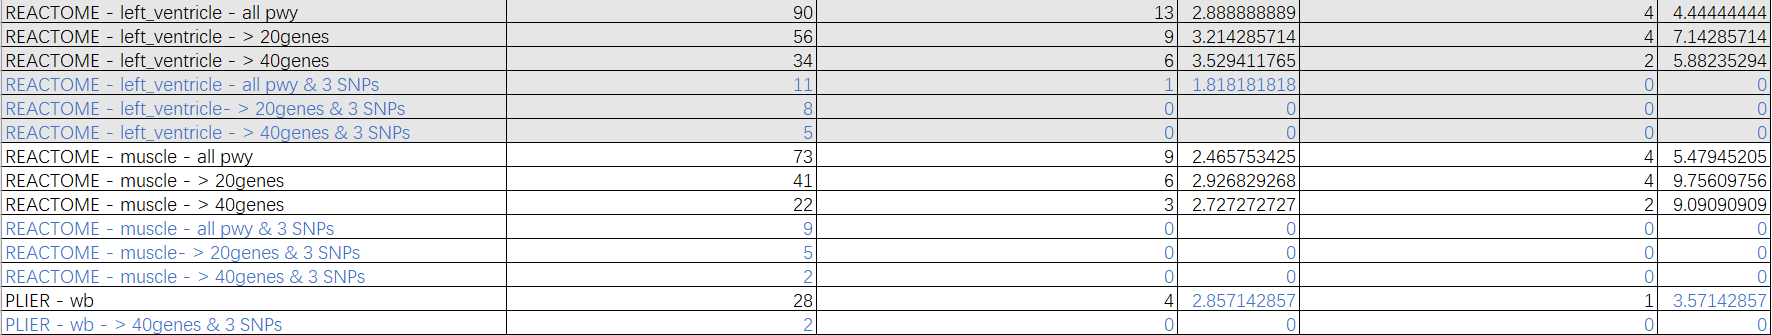 REACTOME - left_ventricle - all pwy 90 13 2.888888889 4 4.44444444
REACTOME - left_ventricle - > 20genes 56 9 3.214285714 4 7.14285714
REACTOME - left_ventricle - > 40genes 34 6 3.529411765 2 5.88235294
REACTOME - left_ventricle - all pwy & 3 SNPs 11 1 1.818181818 0 0
REACTOME - left_ventricle- > 20genes & 3 SNPs 8 0 0 0 0
REACTOME - left_ventricle - > 40genes & 3 SNPs 5 0 0 0 0
REACTOME - muscle - all pwy 73 9 2.465753425 4 5.47945205
REACTOME - muscle - > 20genes 41 6 2.926829268 4 9.75609756
REACTOME - muscle - > 40genes 22 3 2.727272727 2 9.09090909
REACTOME - muscle - all pwy & 3 SNPs 9 0 0 0 0
REACTOME - muscle- > 20genes & 3 SNPs 5 0 0 0 0
REACTOME - muscle - > 40genes & 3 SNPs 2 0 0 0 0
PLIER - wb 28 4 2.857142857 1 3.57142857
PLIER - wb - > 40genes & 3 SNPs 2 0 0 0 0